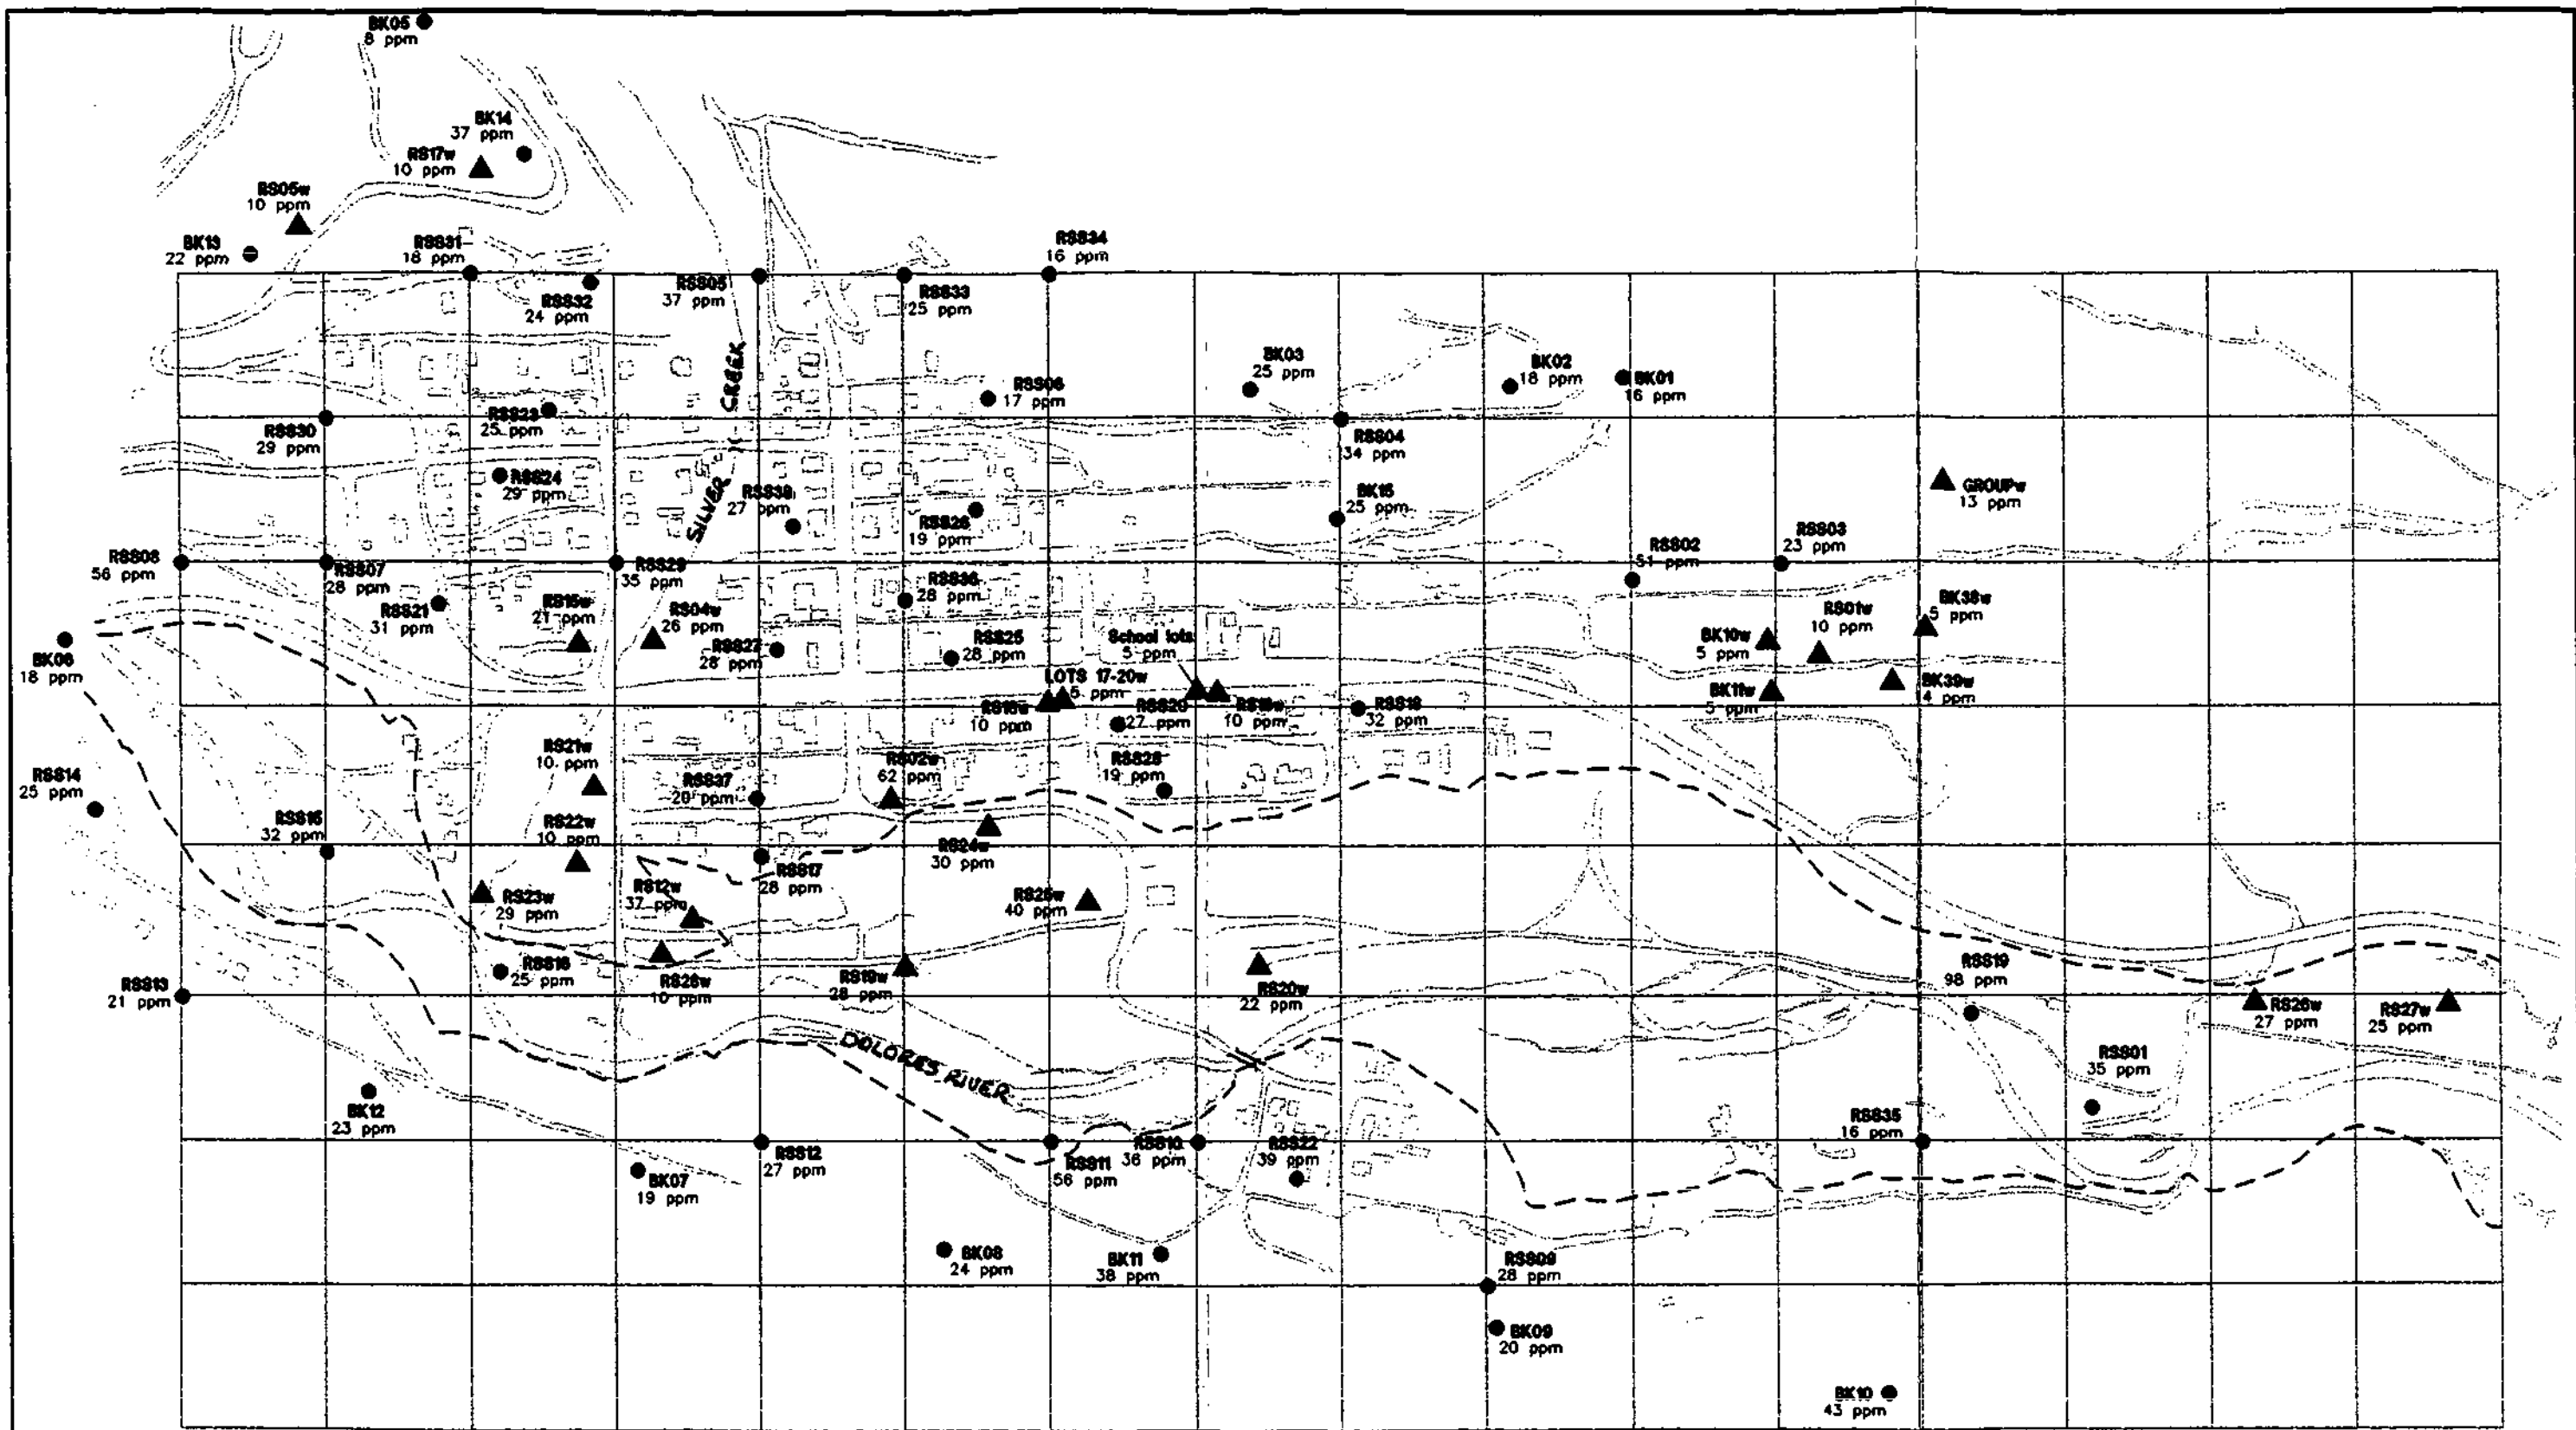 BK05
8 ppm
BK14
37 ppm
RS17w
10 ppm
RS05w
10 ppm
BK13
22 ppm
RSS31
18 ppm
RSS34
16 ppm
RSS32
24 ppm
RSS05
37 ppm
RSS33
25 ppm
SILVER CREEK
BK03
25 ppm
BK02
18 ppm
BK01
16 ppm
RSS06
17 ppm
RSS23
25 ppm
RSS30
29 ppm
RSS04
34 ppm
RSS24
29 ppm
RSS38
27 ppm
RSS26
19 ppm
BK15
25 ppm
GROUPw
13 ppm
RSS08
56 ppm
RSS07
28 ppm
RSS29
35 ppm
RSS02
51 ppm
RSS03
23 ppm
RSS21
31 ppm
RS15w
21 ppm
RS04w
26 ppm
RSS36
28 ppm
RSS27
28 ppm
RSS25
28 ppm
School lots
5 ppm
BK10w
5 ppm
RS01w
10 ppm
BK38w
5 ppm
BK06
18 ppm
LOTS 17-20w
5 ppm
10 ppm
RSS20
27 ppm
10 ppm
RSS18
32 ppm
BK11w
5 ppm
BK39w
4 ppm
RS21w
10 ppm
RSS37
20 ppm
RS02w
62 ppm
RSS28
19 ppm
RSS14
25 ppm
RSS15
32 ppm
RS22w
10 ppm
RS24w
30 ppm
RSS17
28 ppm
RS23w
29 ppm
RS12w
37 ppm
RS25w
40 ppm
RSS13
21 ppm
RSS16
25 ppm
RS28w
10 ppm
RS19w
28 ppm
RS20w
22 ppm
RSS19
98 ppm
RS26w
27 ppm
RS27w
25 ppm
DOLORES RIVER
RSS01
35 ppm
BK12
23 ppm
RSS12
27 ppm
RSS11
56 ppm
RSS10
36 ppm
RSS22
39 ppm
RSS35
16 ppm
BK07
19 ppm
BK08
24 ppm
BK11
38 ppm
RSS09
28 ppm
BK09
20 ppm
BK10
43 ppm